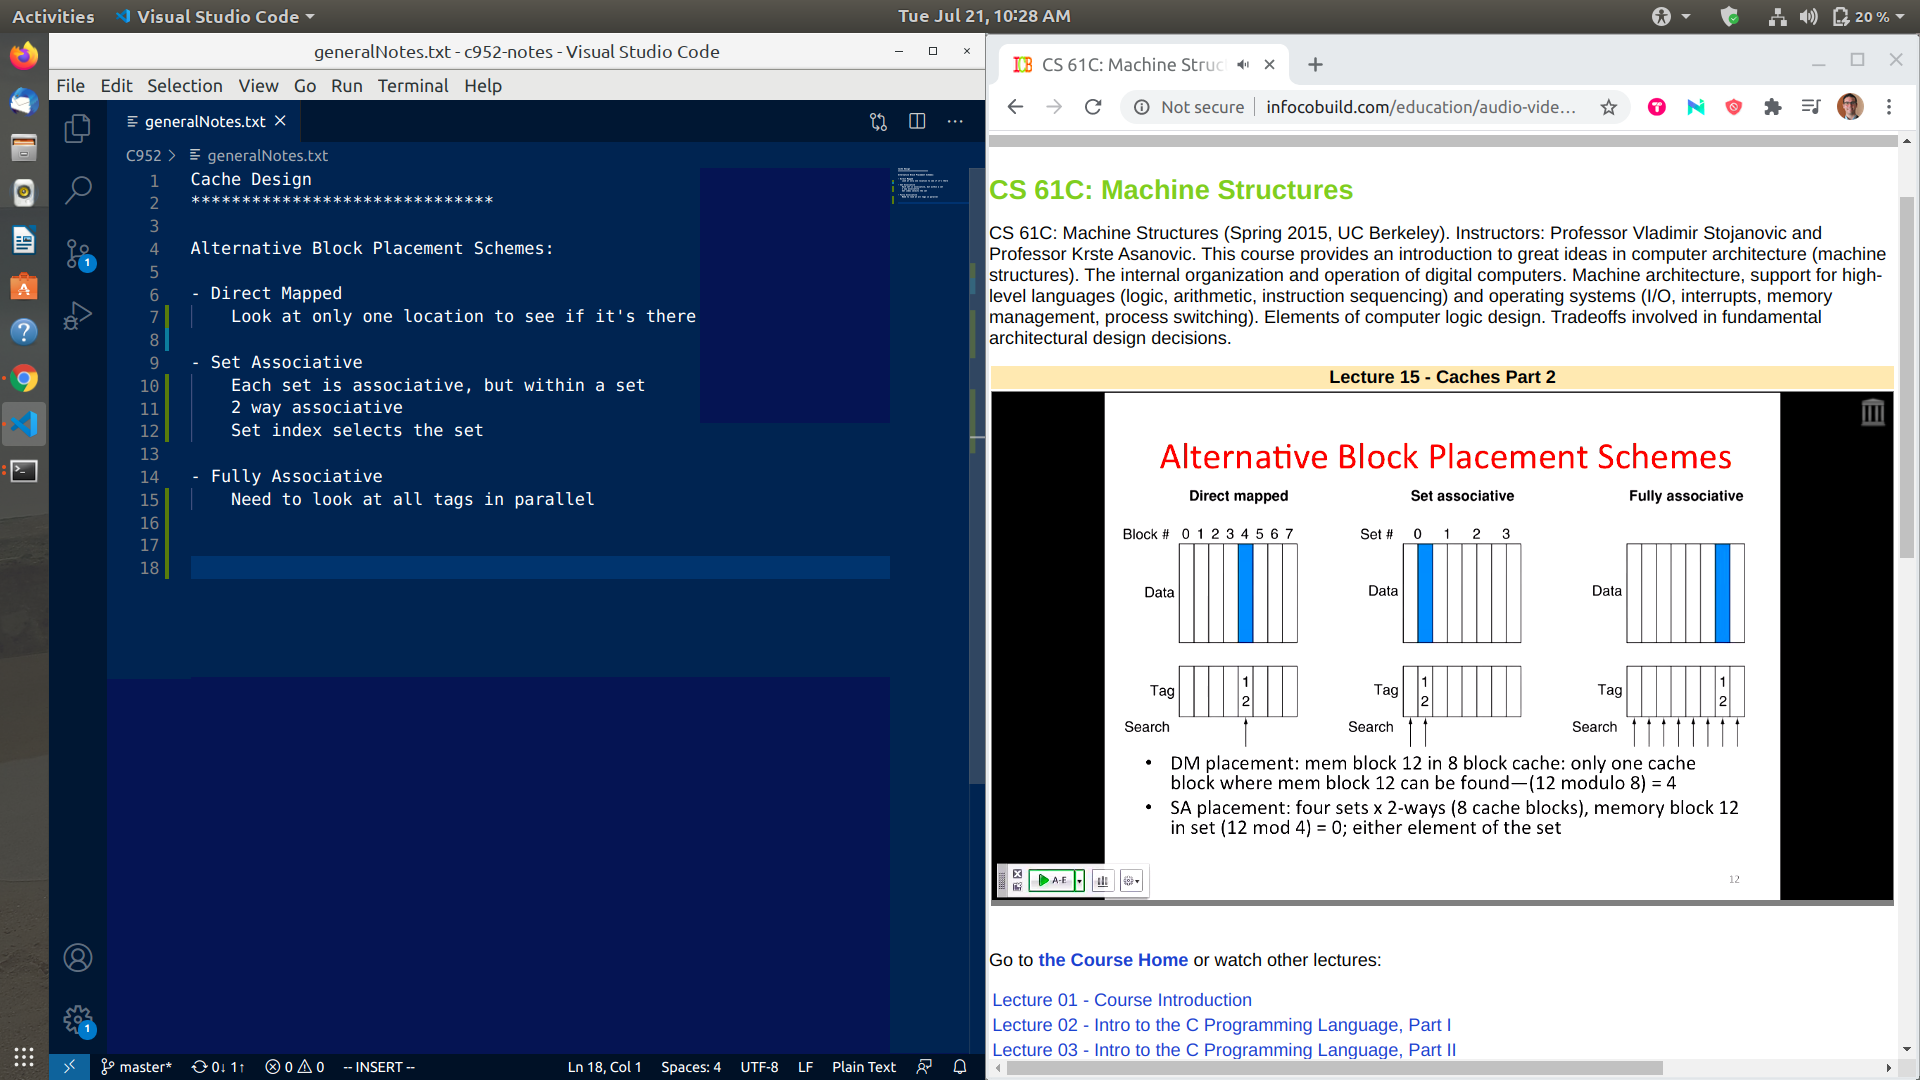 Activities
Visual Studio Code
Tue Jul 21, 10:28 AM
20 %
generalNotes.txt - c952-notes - Visual Studio Code
File Edit Selection View Go Run Terminal Help
generalNotes.txt
C952 > generalNotes.txt
1 Cache Design
2 ******************************
3
4 Alternative Block Placement Schemes:
5
6 - Direct Mapped
7 Look at only one location to see if it's there
8
9 - Set Associative
10 Each set is associative, but within a set
11 2 way associative
12 Set index selects the set
13
14 - Fully Associative
15 Need to look at all tags in parallel
16
17
18
1
1
master* 0↓ 1↑ 0 0 -- INSERT -- Ln 18, Col 1 Spaces: 4 UTF-8 LF Plain Text
CS 61C: Machine Struc
Not secure infocobuild.com/education/audio-vide...
CS 61C: Machine Structures
CS 61C: Machine Structures (Spring 2015, UC Berkeley). Instructors: Professor Vladimir Stojanovic and
Professor Krste Asanovic. This course provides an introduction to great ideas in computer architecture (machine
structures). The internal organization and operation of digital computers. Machine architecture, support for high-
level languages (logic, arithmetic, instruction sequencing) and operating systems (I/O, interrupts, memory
management, process switching). Elements of computer logic design. Tradeoffs involved in fundamental
architectural design decisions.
Lecture 15 - Caches Part 2
Alternative Block Placement Schemes
Direct mapped Set associative Fully associative
Block # 0 1 2 3 4 5 6 7 Set # 0 1 2 3
Data Data Data
Tag 1 2 Tag 1 2 Tag 1 2
Search Search Search
• DM placement: mem block 12 in 8 block cache: only one cache
block where mem block 12 can be found—(12 modulo 8) = 4
• SA placement: four sets x 2-ways (8 cache blocks), memory block 12
in set (12 mod 4) = 0; either element of the set
A-E
12
Go to the Course Home or watch other lectures:
Lecture 01 - Course Introduction
Lecture 02 - Intro to the C Programming Language, Part I
Lecture 03 - Intro to the C Programming Language, Part II